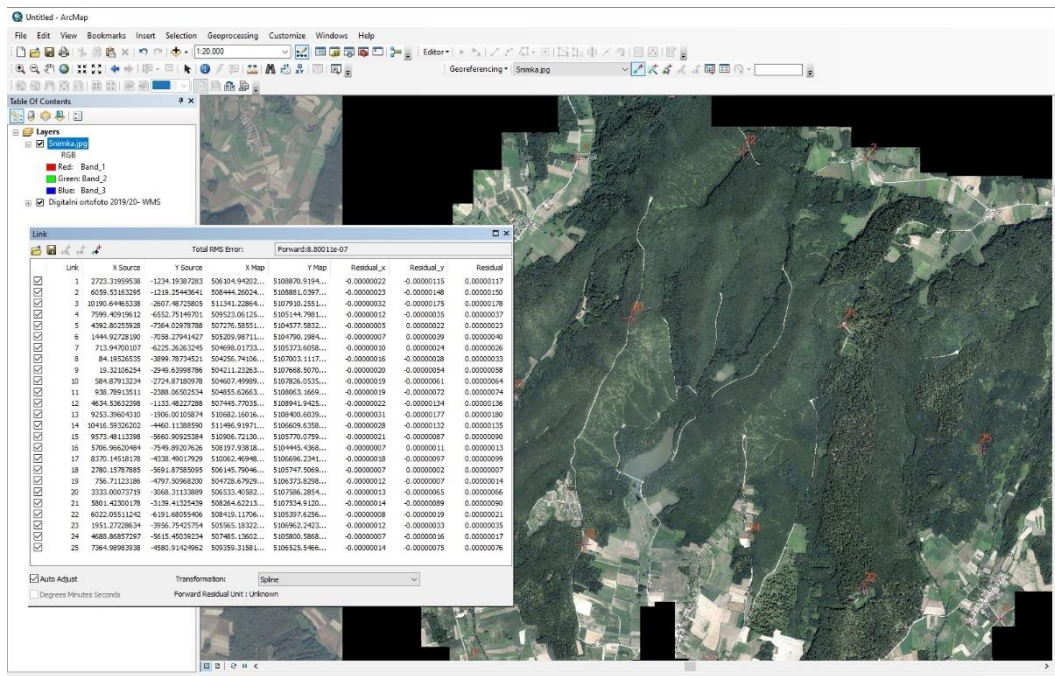 Untitled - ArcMap
File Edit View Bookmarks Insert Selection Geoprocessing Customize Windows Help
1:20.000 Editor
Georeferencing Snimka.jpg
Table Of Contents
Layers
Snimka.jpg
RGB
Red: Band_1
Green: Band_2
Blue: Band_3
Digitalni ortofoto 2019/20- WMS
Link
Total RMS Error: Forward:8.80011e-07
Link X Source Y Source X Map Y Map Residual_x Residual_y Residual
1 2723.31959538 -1234.19387283 506104.94202... 5108870.9194... -0.00000022 -0.00000115 0.00000117
2 6059.53163295 -1219.25443641 508444.26024... 5108881.0397... -0.00000023 -0.00000148 0.00000150
3 10190.64465338 -2607.48725805 511341.22864... 5107910.2551... -0.00000032 -0.00000175 0.00000178
4 7599.40919612 -6552.75149701 509523.06125... 5105144.7981... -0.00000012 0.00000035 0.00000037
5 4392.80255928 -7364.02978788 507276.58551... 5104577.5832... -0.00000005 0.00000022 0.00000023
6 1444.92728190 -7058.27941427 505209.98711... 5104790.1984... -0.00000007 0.00000039 0.00000040
7 713.94700107 -6225.26263245 504698.01733... 5105373.6058... -0.00000010 0.00000024 0.00000026
8 84.19526535 -3899.78734521 504256.74106... 5107003.1117... -0.00000016 -0.00000028 0.00000033
9 19.32106254 -2949.63998786 504211.23263... 5107668.5070... -0.00000020 -0.00000054 0.00000058
10 584.87913234 -2724.87180978 504607.49989... 5107826.0535... -0.00000019 -0.00000061 0.00000064
11 938.78913511 -2388.06502534 504855.62663... 5108063.1669... -0.00000019 -0.00000072 0.00000074
12 4634.53632398 -1133.48227288 507445.77035... 5108941.9425... -0.00000022 -0.00000134 0.00000136
13 9253.39604310 -1906.00105874 510682.16016... 5108400.6039... -0.00000031 -0.00000177 0.00000180
14 10416.59326202 -4460.11388590 511496.91971... 5106609.6358... -0.00000028 -0.00000132 0.00000135
15 9573.48113398 -5660.90925384 510906.72130... 5105770.0759... -0.00000021 -0.00000087 0.00000090
16 5706.96620484 -7549.89207626 508197.93818... 5104445.4368... -0.00000007 0.00000011 0.00000013
17 8370.14518178 -4338.49017929 510062.46948... 5106696.2341... -0.00000018 -0.00000097 0.00000099
18 2780.15787885 -5691.87585095 506145.79046... 5105747.5069... -0.00000007 0.00000002 0.00000007
19 756.71123186 -4797.50968200 504728.67929... 5106373.8298... -0.00000012 -0.00000007 0.00000014
20 3333.00073719 -3068.31133889 506533.40582... 5107586.2854... -0.00000013 -0.00000065 0.00000066
21 5801.42300178 -3139.41325439 508264.62213... 5107534.9120... -0.00000014 -0.00000089 0.00000090
22 6022.05511242 -6191.68055406 508419.11706... 5105397.6256... -0.00000008 -0.00000019 0.00000021
23 1951.27228634 -3956.75425754 505565.18322... 5106962.2423... -0.00000012 -0.00000033 0.00000035
24 4688.86857297 -5615.45039234 507485.13602... 5105800.5868... -0.00000007 -0.00000016 0.00000017
25 7364.98983938 -4580.91424962 509359.31581... 5106525.5466... -0.00000014 -0.00000075 0.00000076
Auto Adjust Transformation: Spline
Degrees Minutes Seconds Forward Residual Unit : Unknown
12
2
20
25
24
22